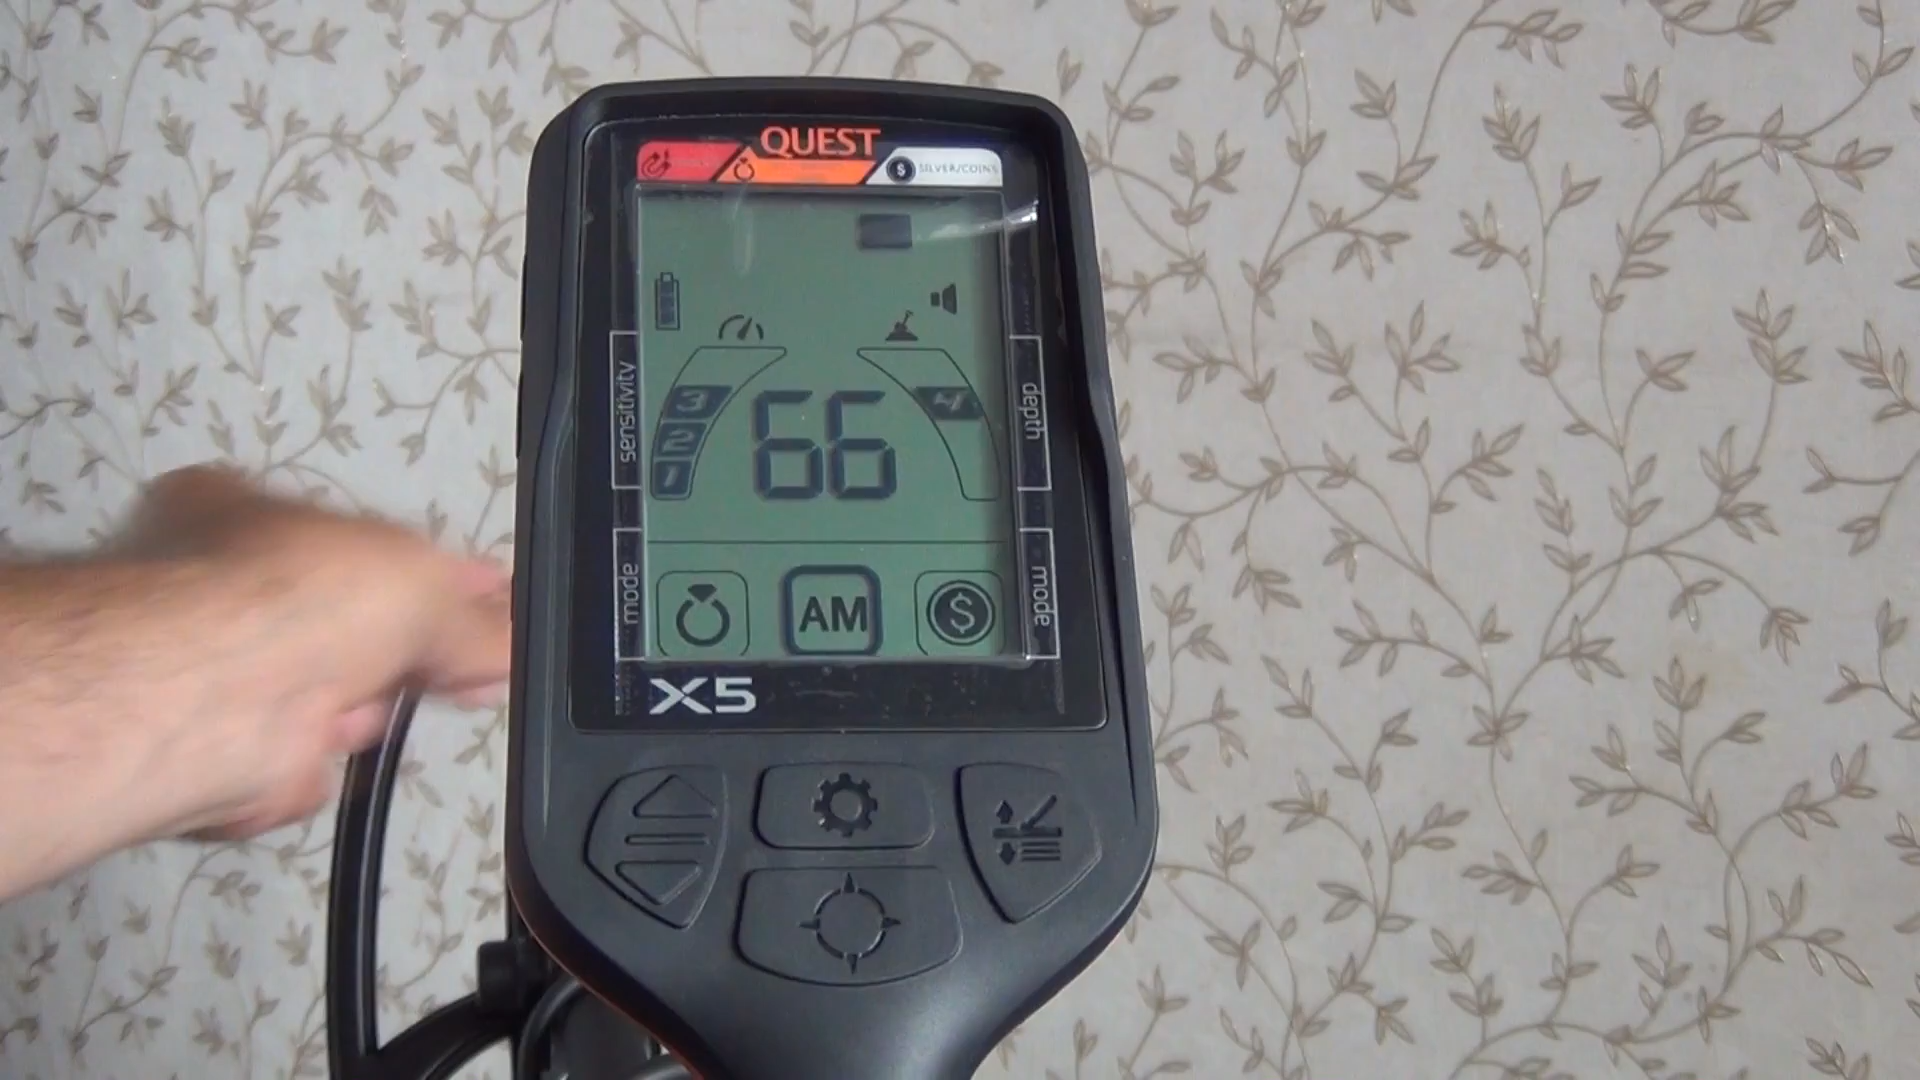 QUEST
$ SILVER/COINS
sensitivity
3
2
1
66
4
depth
mode
AM
$
mode
X5